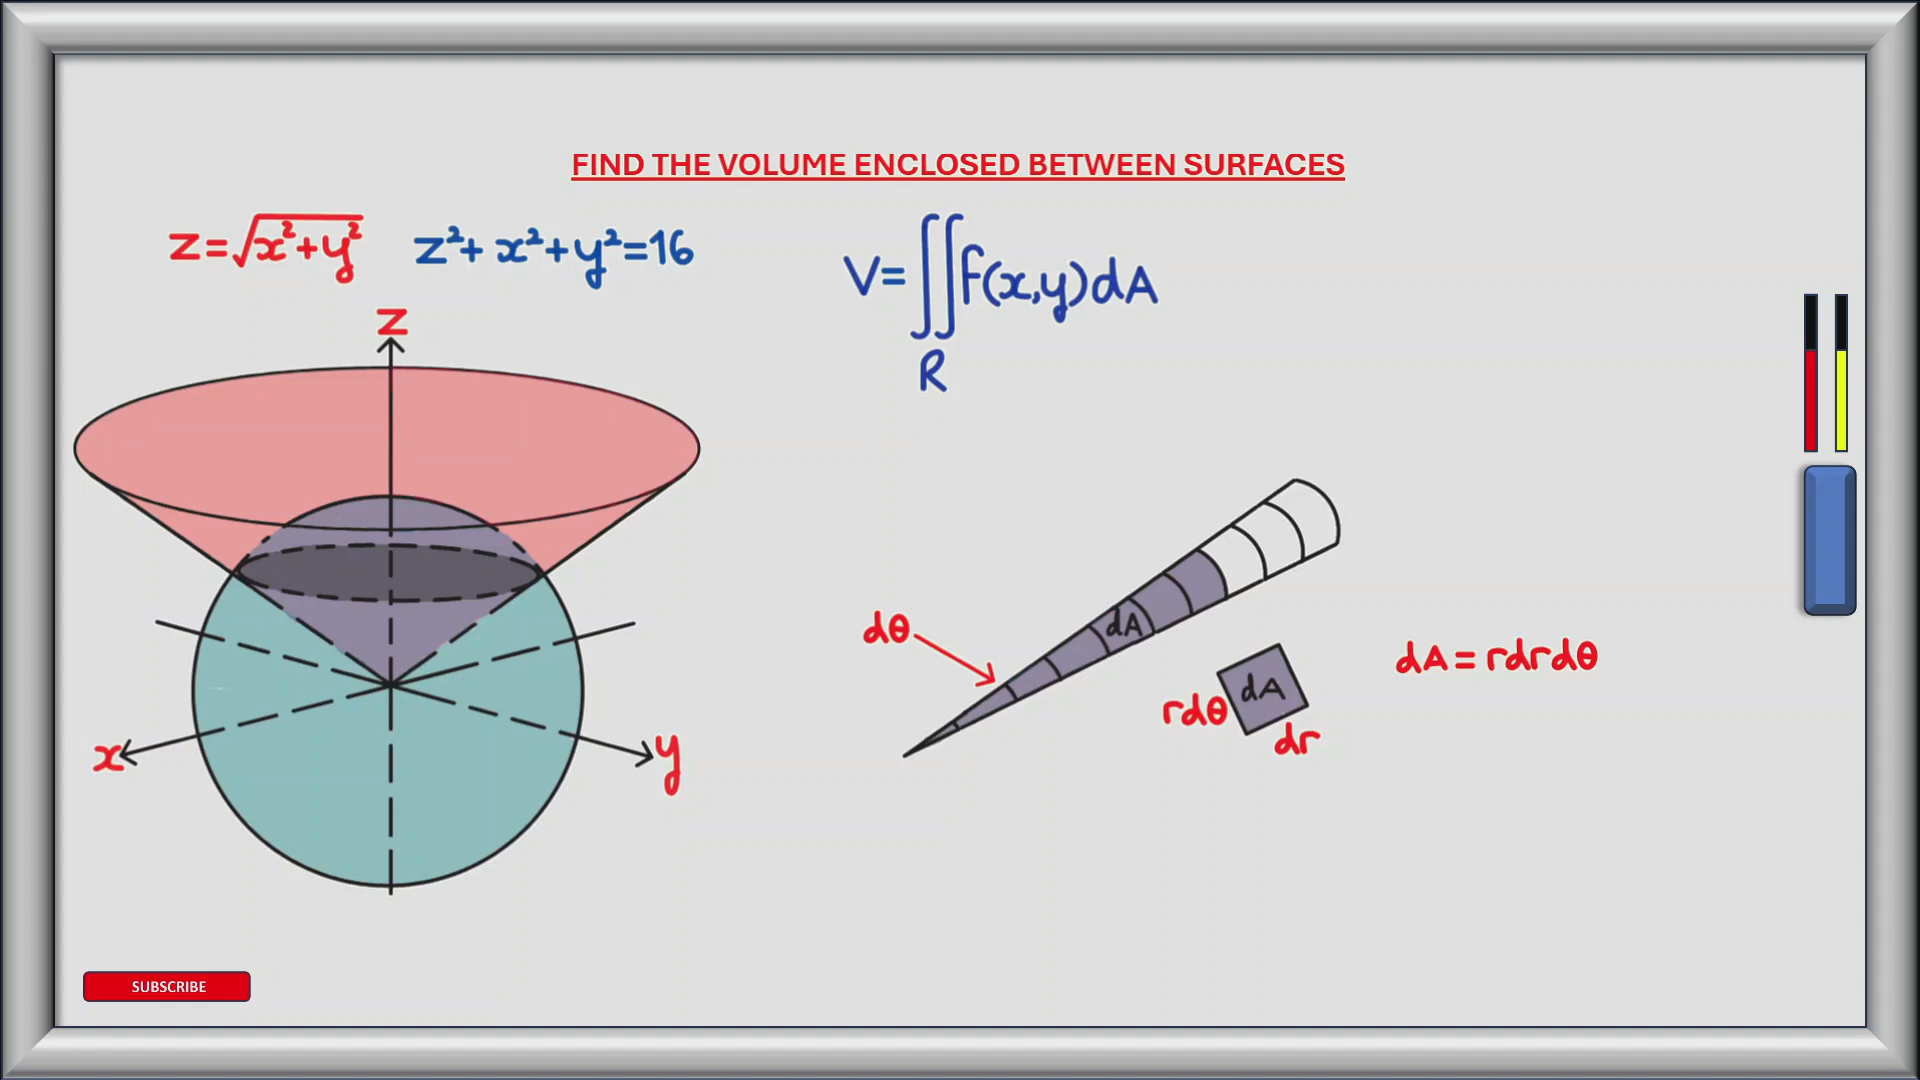 FIND THE VOLUME ENCLOSED BETWEEN SURFACES
z=√x²+y² z²+x²+y²=16
V=∬f(x,y)dA
R
z
dθ
dA
dA
rdθ
dr
dA=rdrdθ
x
y
SUBSCRIBE